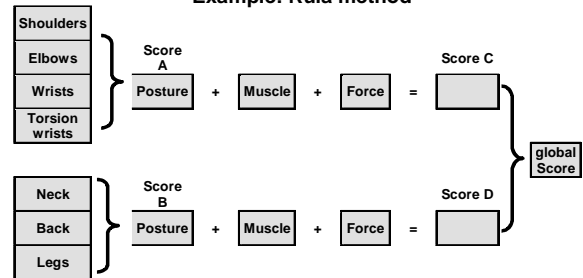 Example: Rula method
Shoulders
Elbows
Wrists
Torsion
wrists
Score
A
Posture + Muscle + Force =
Score C
global
Score
Neck
Back
Legs
Score
B
Posture + Muscle + Force =
Score D